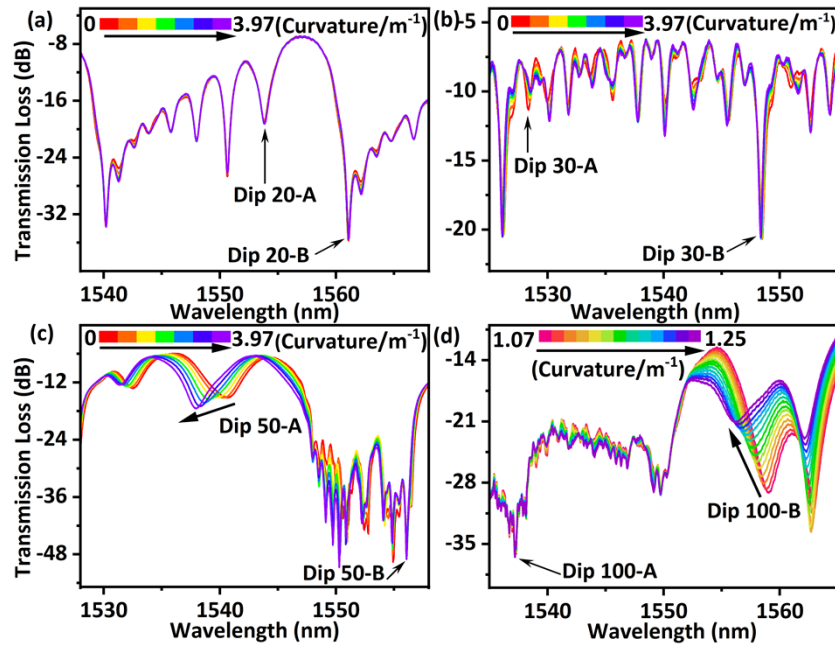 (a)
0
3.97(Curvature/m⁻¹)
-8
-16
-24
-32
Transmission Loss (dB)
Dip 20-A
Dip 20-B
1540
1550
1560
Wavelength (nm)
(b)
0
3.97(Curvature/m⁻¹)
-5
-10
-15
-20
Dip 30-A
Dip 30-B
1530
1540
1550
Wavelength (nm)
(c)
0
3.97(Curvature/m⁻¹)
-12
-24
-36
-48
Transmission Loss (dB)
Dip 50-A
Dip 50-B
1530
1540
1550
Wavelength (nm)
(d)
1.07
1.25
(Curvature/m⁻¹)
-14
-21
-28
-35
Dip 100-B
Dip 100-A
1540
1550
1560
Wavelength (nm)